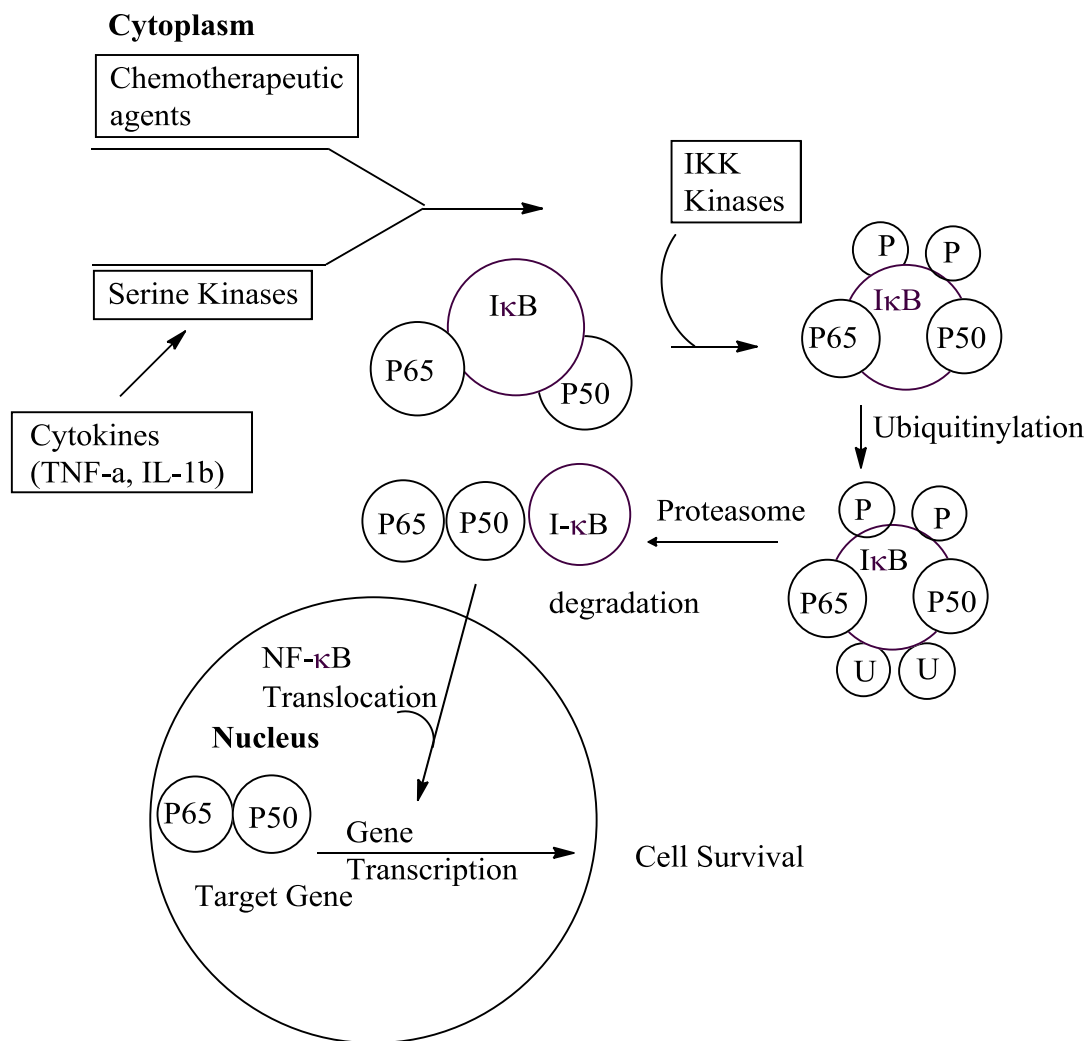 Cytoplasm
Chemotherapeutic
agents
IKK
Kinases
Serine Kinases
Cytokines
(TNF-a, IL-1b)
IκB
P65
P50
P
P
IκB
P65
P50
Ubiquitinylation
P
P
IκB
P65
P50
U
U
Proteasome
degradation
P65
P50
I-κB
NF-κB
Translocation
Nucleus
P65
P50
Gene
Transcription
Target Gene
Cell Survival